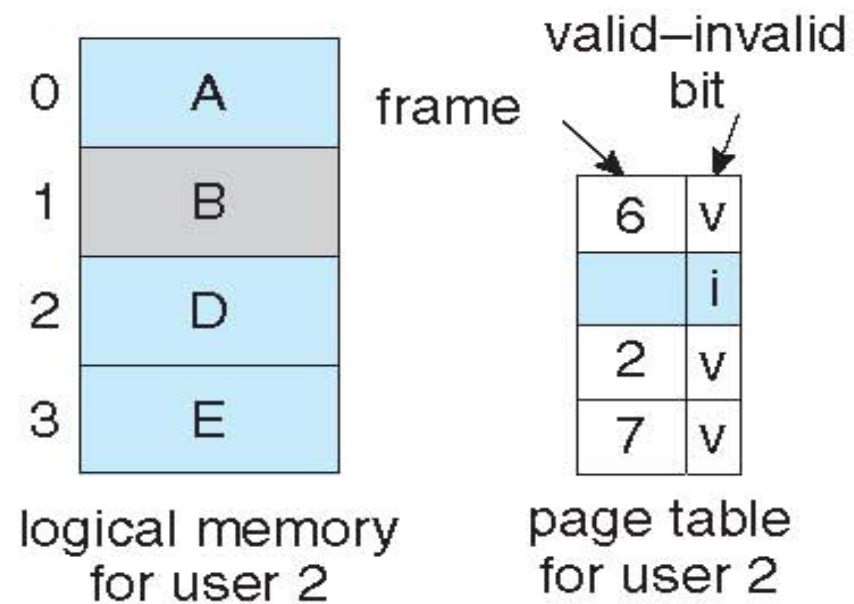 0 A
1 B
2 D
3 E
logical memory
for user 2
frame
valid–invalid
bit
6 v
i
2 v
7 v
page table
for user 2